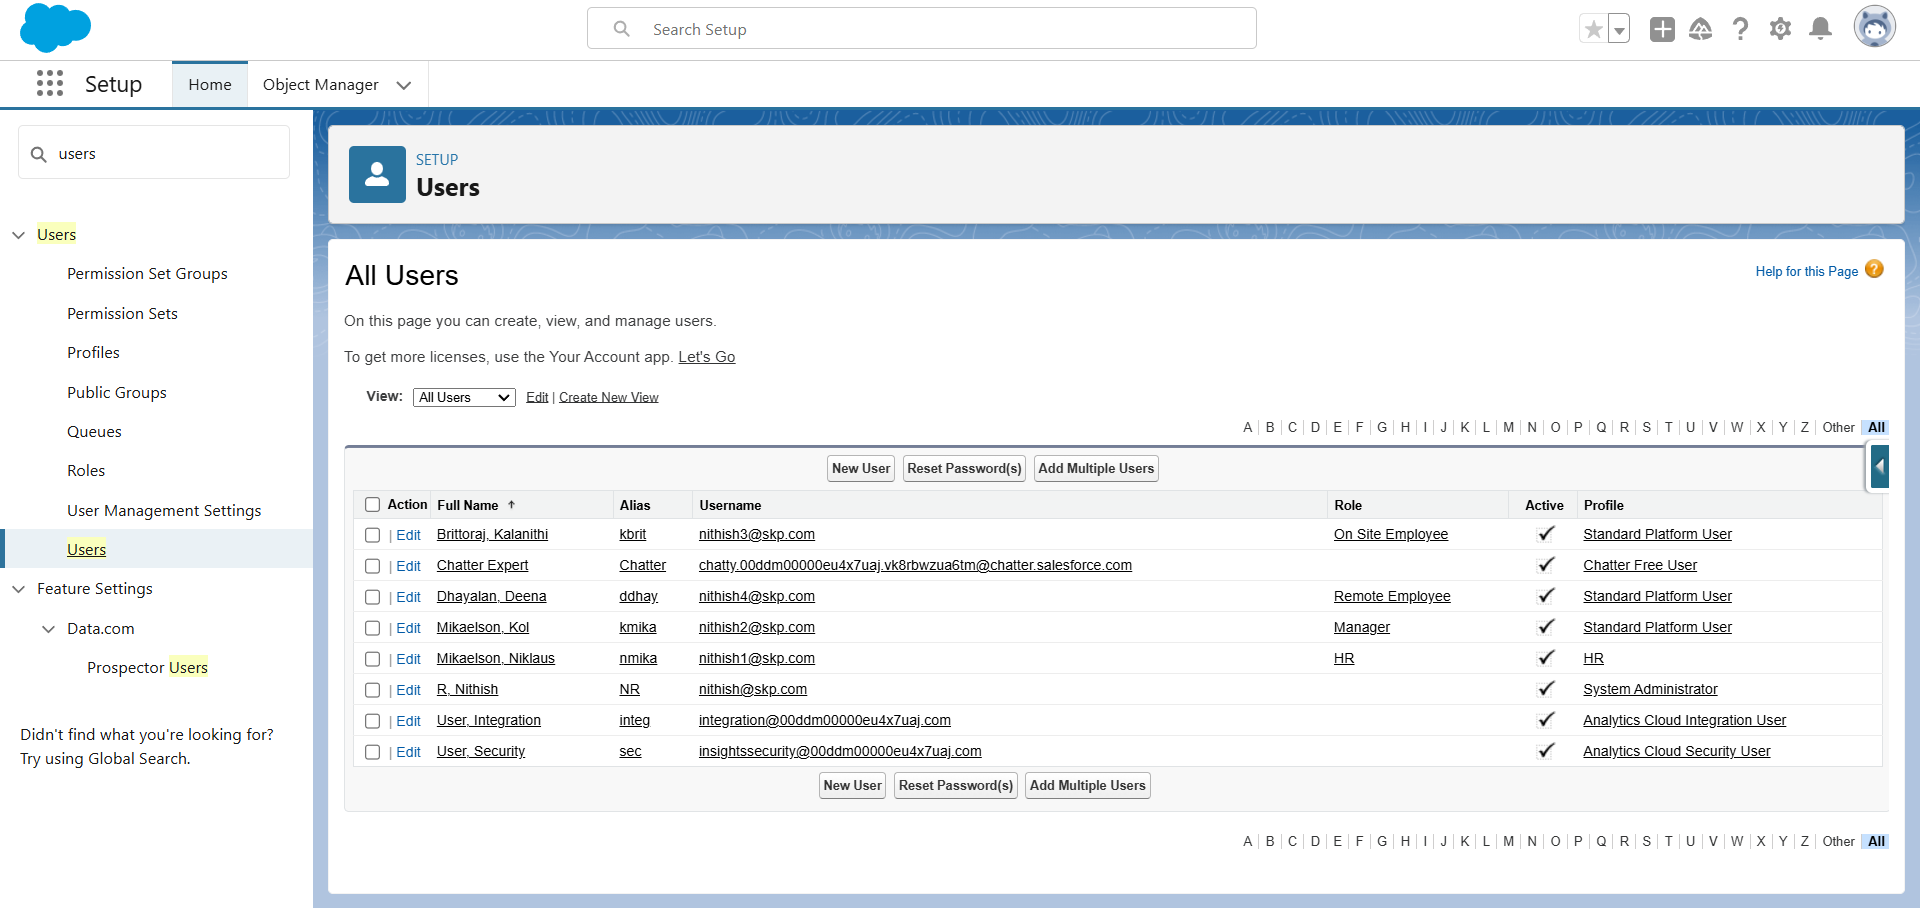 Search Setup
Setup
Home
Object Manager
users
Users
Permission Set Groups
Permission Sets
Profiles
Public Groups
Queues
Roles
User Management Settings
Users
Feature Settings
Data.com
Prospector Users
Didn't find what you're looking for?
Try using Global Search.
SETUP
Users
All Users
Help for this Page ?
On this page you can create, view, and manage users.
To get more licenses, use the Your Account app. Let's Go
View: All Users Edit | Create New View
A | B | C | D | E | F | G | H | I | J | K | L | M | N | O | P | Q | R | S | T | U | V | W | X | Y | Z | Other | All
New User Reset Password(s) Add Multiple Users
Action Full Name ↑ Alias Username Role Active Profile
| Edit Brittoraj, Kalanithi kbrit nithish3@skp.com On Site Employee ✓ Standard Platform User
| Edit Chatter Expert Chatter chatty.00ddm00000eu4x7uaj.vk8rbwzua6tm@chatter.salesforce.com ✓ Chatter Free User
| Edit Dhayalan, Deena ddhay nithish4@skp.com Remote Employee ✓ Standard Platform User
| Edit Mikaelson, Kol kmika nithish2@skp.com Manager ✓ Standard Platform User
| Edit Mikaelson, Niklaus nmika nithish1@skp.com HR ✓ HR
| Edit R, Nithish NR nithish@skp.com ✓ System Administrator
| Edit User, Integration integ integration@00ddm00000eu4x7uaj.com ✓ Analytics Cloud Integration User
| Edit User, Security sec insightssecurity@00ddm00000eu4x7uaj.com ✓ Analytics Cloud Security User
New User Reset Password(s) Add Multiple Users
A | B | C | D | E | F | G | H | I | J | K | L | M | N | O | P | Q | R | S | T | U | V | W | X | Y | Z | Other | All